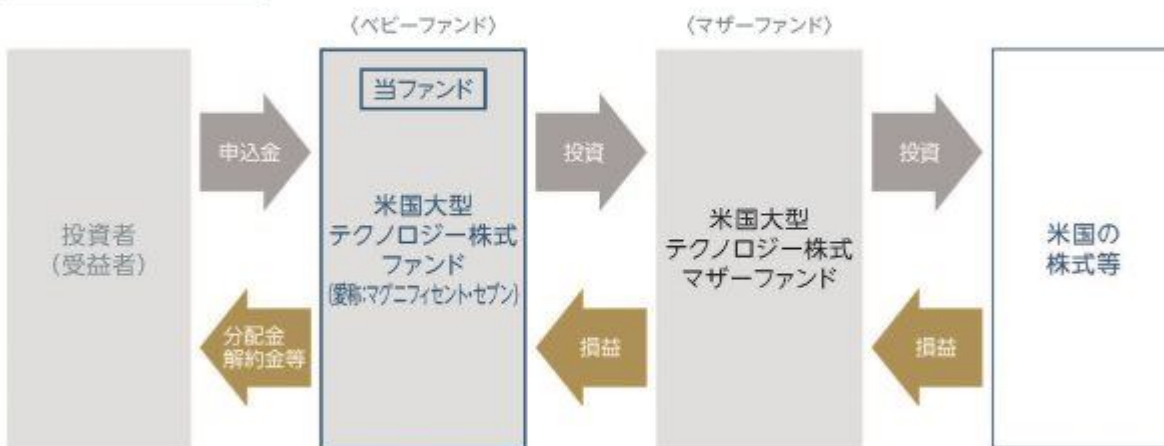 〈ベビーファンド〉
〈マザーファンド〉
当ファンド
申込金
投資
投資
投資者
(受益者)
米国大型
テクノロジー株式
ファンド
(愛称:マグニフィセント・セブン)
米国大型
テクノロジー株式
マザーファンド
米国の
株式等
分配金
解約金等
損益
損益